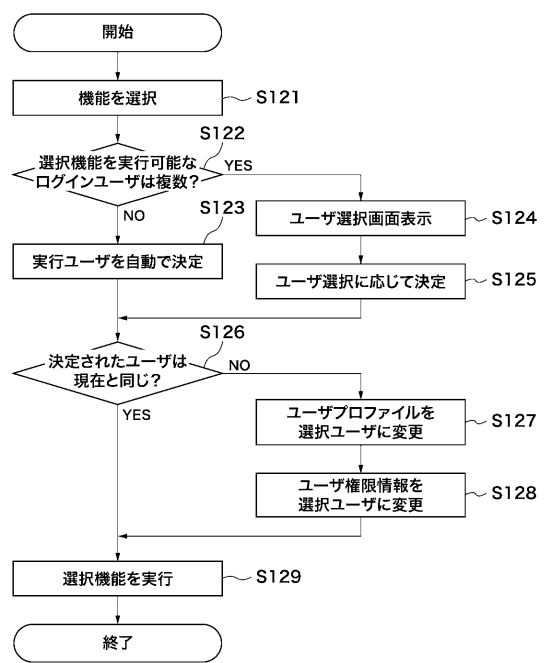 開始
機能を選択
S121
S122
選択機能を実行可能な
ログインユーザは複数？
YES
NO
S123
実行ユーザを自動で決定
ユーザ選択画面表示
S124
ユーザ選択に応じて決定
S125
S126
決定されたユーザは
現在と同じ？
NO
YES
ユーザプロファイルを
選択ユーザに変更
S127
ユーザ権限情報を
選択ユーザに変更
S128
選択機能を実行
S129
終了